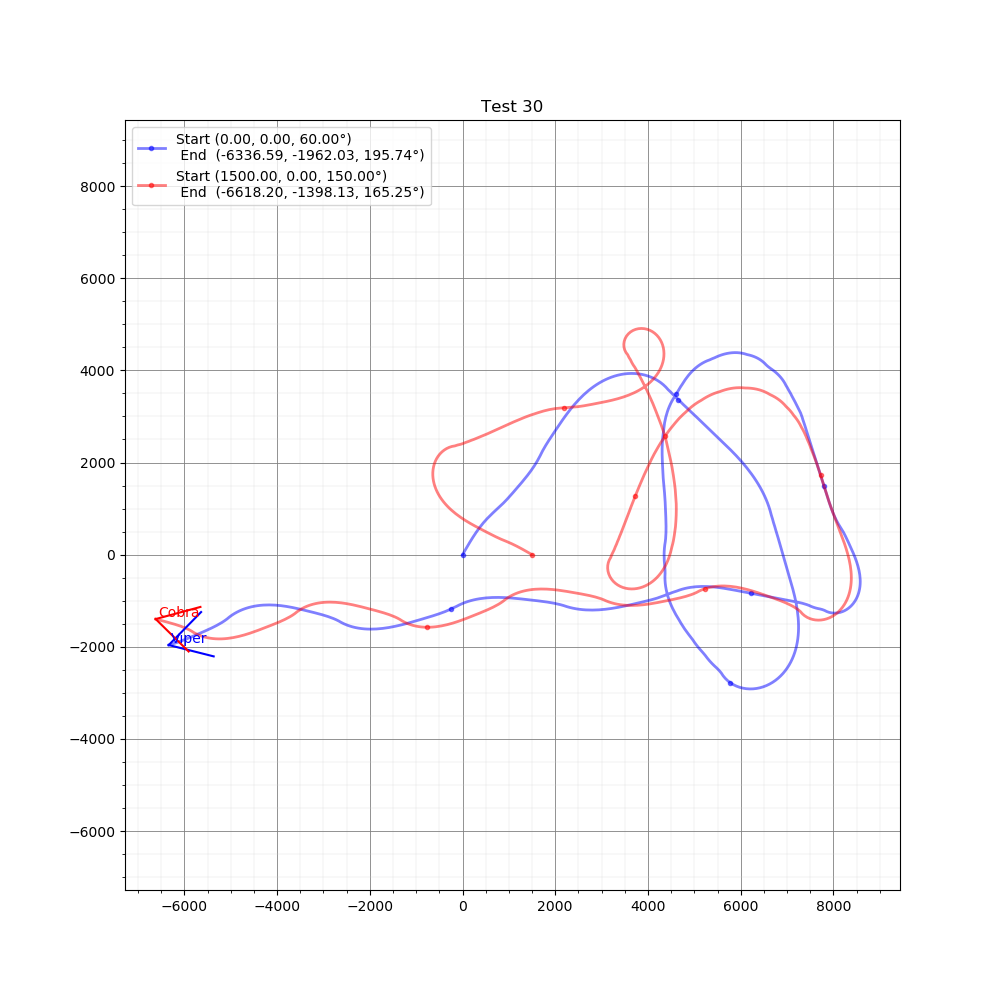 Test 30
Start (0.00, 0.00, 60.00°)
End  (-6336.59, -1962.03, 195.74°)
Start (1500.00, 0.00, 150.00°)
End  (-6618.20, -1398.13, 165.25°)
8000
6000
4000
2000
0
−2000
−4000
−6000
Cobra
Viper
−6000 −4000 −2000 0 2000 4000 6000 8000